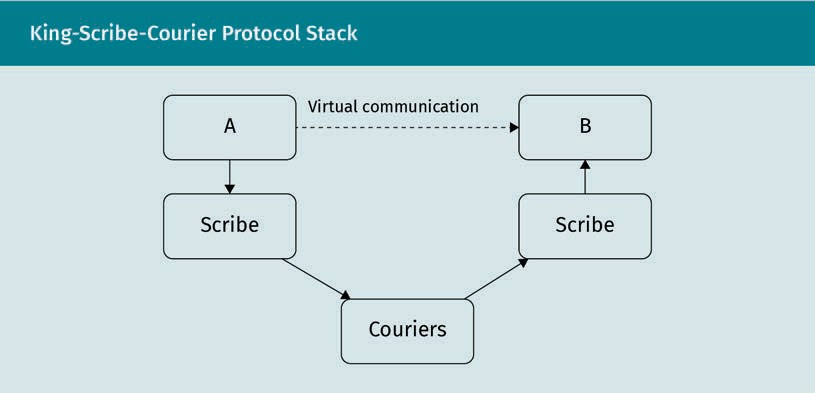 King-Scribe-Courier Protocol Stack
Virtual communication
A
B
Scribe
Scribe
Couriers